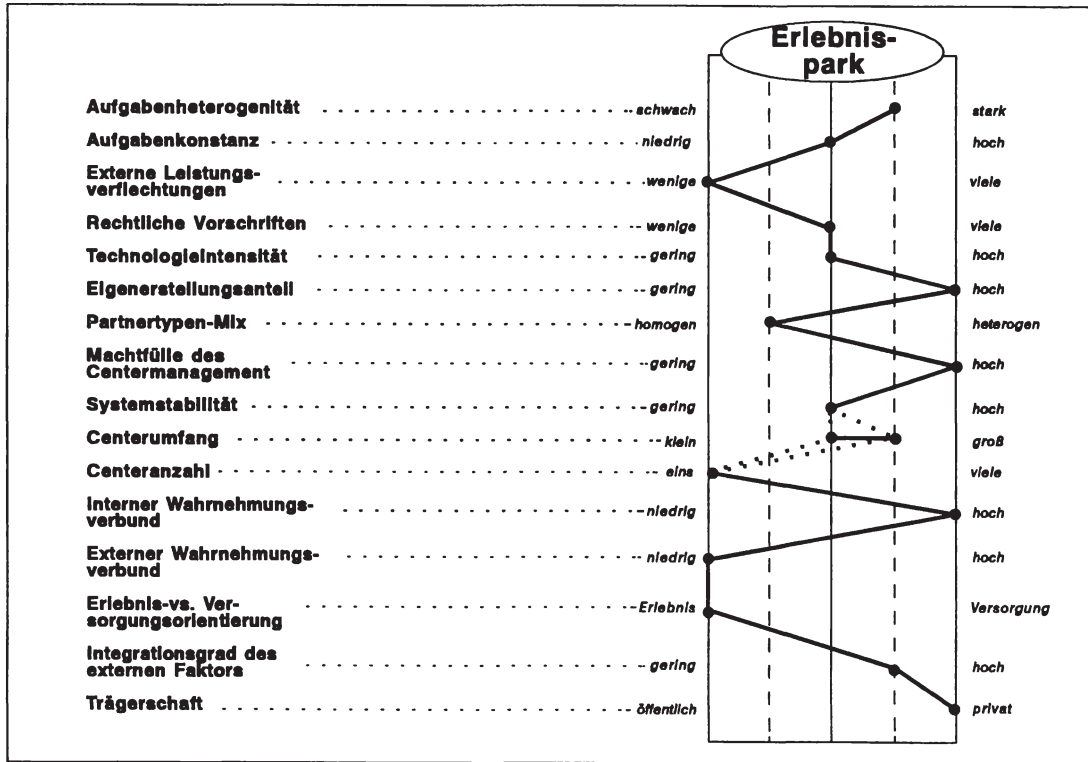 Erlebnis-
park
Aufgabenheterogenität . . . . . . . . . . . . . . . . schwach stark
Aufgabenkonstanz . . . . . . . . . . . . . . . . niedrig hoch
Externe Leistungs-
verflechtungen . . . . . . . . . . . . . . . . wenige viele
Rechtliche Vorschriften . . . . . . . . . . . . . . . . wenige viele
Technologieintensität . . . . . . . . . . . . . . . . gering hoch
Eigenerstellungsanteil . . . . . . . . . . . . . . . . gering hoch
Partnertypen-Mix . . . . . . . . . . . . . . . . homogen heterogen
Machtfülle des
Centermanagement . . . . . . . . . . . . . . . . gering hoch
Systemstabilität . . . . . . . . . . . . . . . . gering hoch
Centerumfang . . . . . . . . . . . . . . . . klein groß
Centeranzahl . . . . . . . . . . . . . . . . eins viele
Interner Wahrnehmungs-
verbund . . . . . . . . . . . . . . . . niedrig hoch
Externer Wahrnehmungs-
verbund . . . . . . . . . . . . . . . . niedrig hoch
Erlebnis-vs. Ver-
sorgungsorientierung . . . . . . . . . . . . . . . . Erlebnis Versorgung
Integrationsgrad des
externen Faktors . . . . . . . . . . . . . . . . gering hoch
Trägerschaft . . . . . . . . . . . . . . . . öffentlich privat